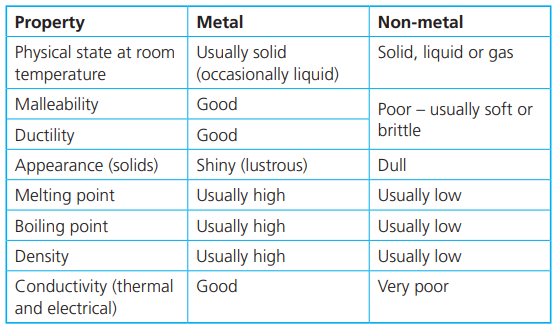 Property Metal Non-metal
Physical state at room Usually solid Solid, liquid or gas
temperature (occasionally liquid)
Malleability Good Poor – usually soft or
Ductility Good brittle
Appearance (solids) Shiny (lustrous) Dull
Melting point Usually high Usually low
Boiling point Usually high Usually low
Density Usually high Usually low
Conductivity (thermal Good Very poor
and electrical)